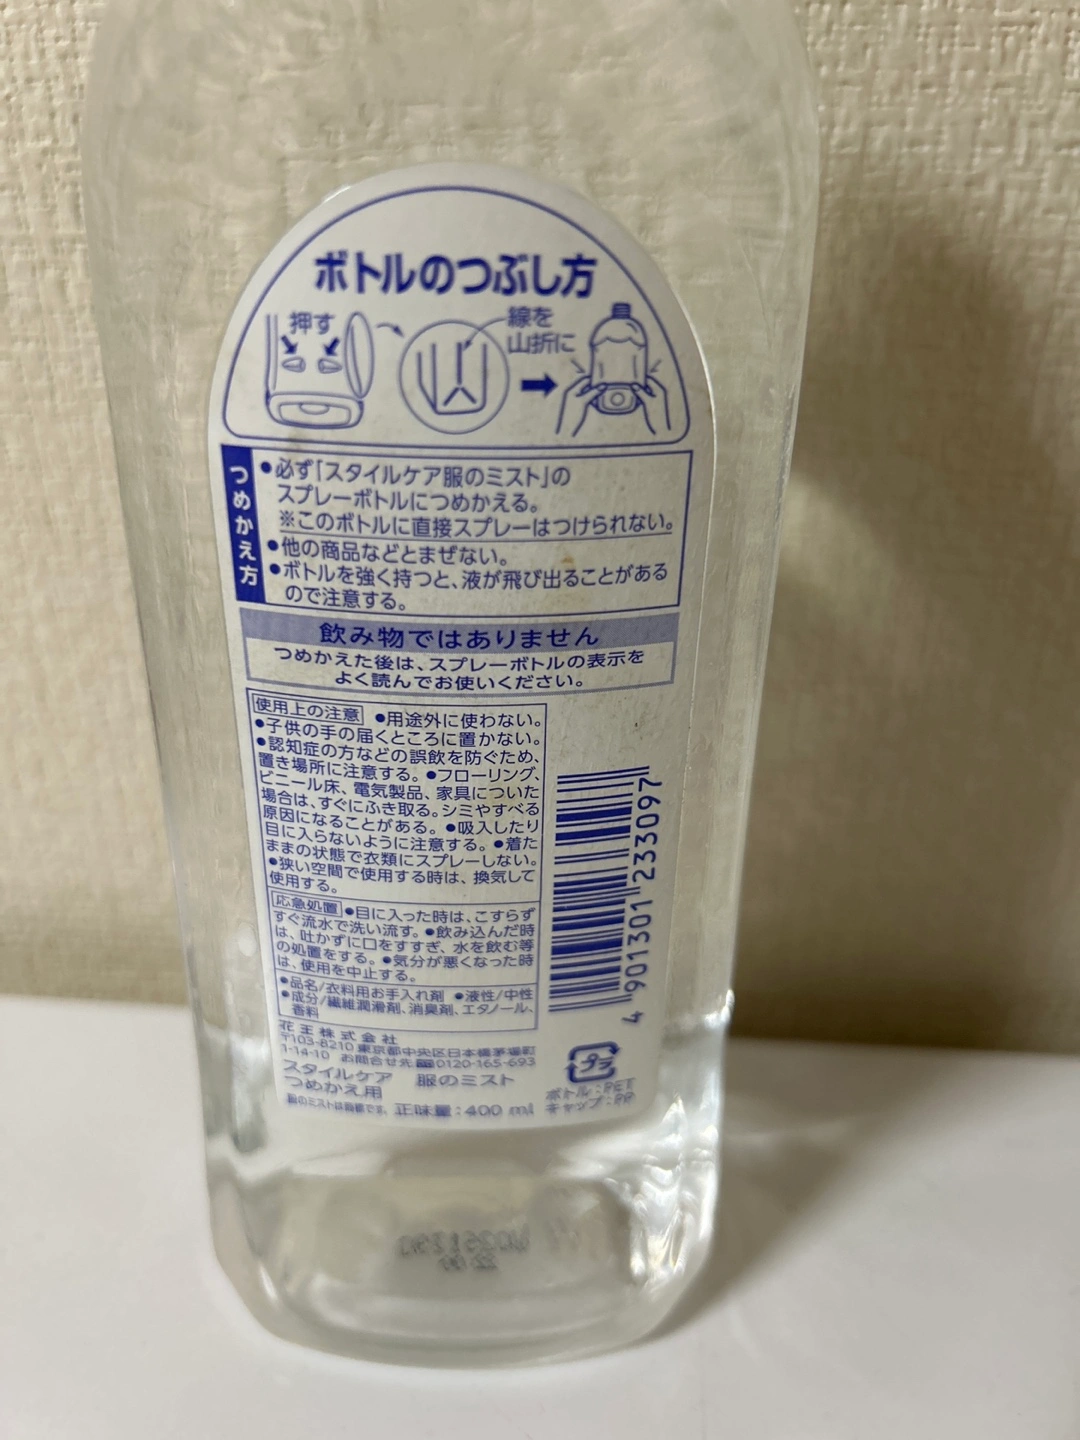 ボトルのつぶし方
押す
線を
山折に
つめかえ方
●必ず「スタイルケア服のミスト」の
スプレーボトルにつめかえる。
※このボトルに直接スプレーはつけられない。
●他の商品などとまぜない。
●ボトルを強く持つと、液が飛び出ることがある
ので注意する。
飲み物ではありません
つめかえた後は、スプレーボトルの表示を
よく読んでお使いください。
使用上の注意 ●用途外に使わない。
●子供の手の届くところに置かない。
●認知症の方などの誤飲を防ぐため、
置き場所に注意する。●フローリング、
ビニール床、電気製品、家具についた
場合は、すぐにふき取る。シミやすべる
原因になることがある。●吸入したり
目に入らないように注意する。●着た
ままの状態で衣類にスプレーしない。
●狭い空間で使用する時は、換気して
使用する。
応急処置 ●目に入った時は、こすらず
すぐ流水で洗い流す。●飲み込んだ時
は、吐かずに口をすすぎ、水を飲む等
の処置をする。●気分が悪くなった時
は、使用を中止する。
●品名/衣料用お手入れ剤 ●液性/中性
●成分/繊維潤滑剤、消臭剤、エタノール、
香料
花王株式会社
〒103-8210 東京都中央区日本橋茅場町
1-14-10 お問合せ先 0120-165-693
スタイルケア 服のミスト
つめかえ用
正味量：400 ml
4 901301 233097
プラ
ボトル：PET
キャップ：PP